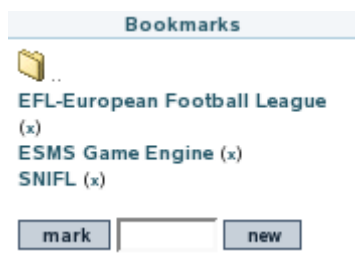 Bookmarks
..
EFL-European Football League
(x)
ESMS Game Engine (x)
SNIFL (x)
mark new